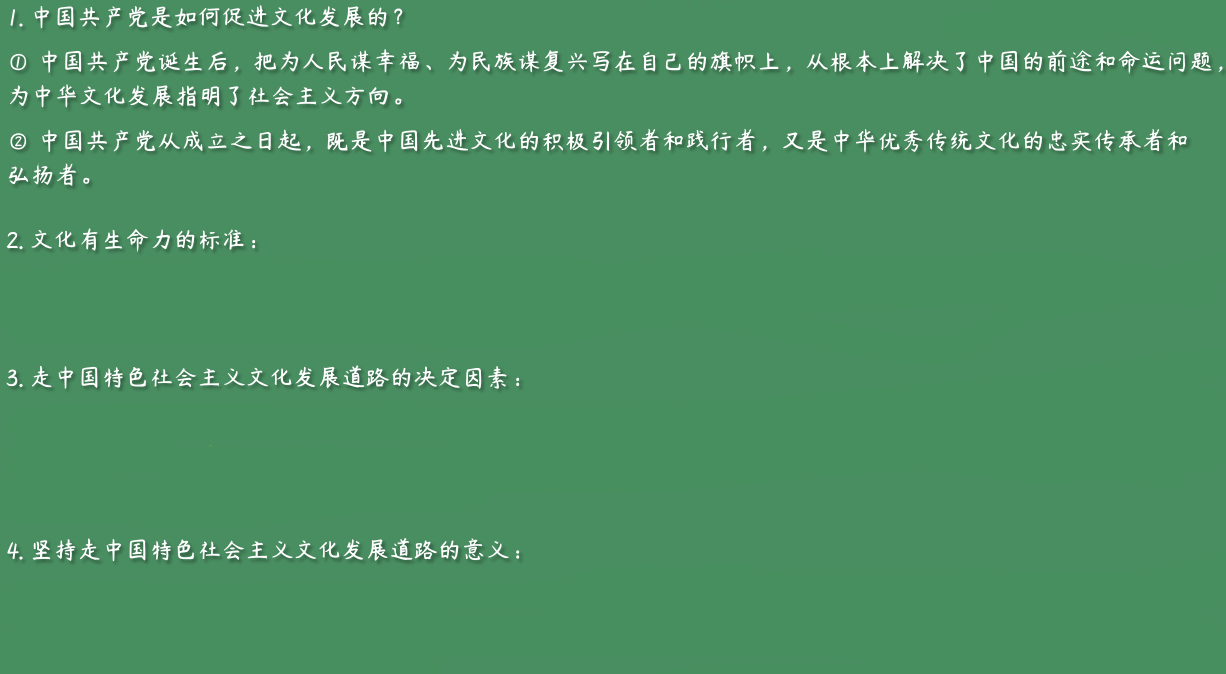 1. 中国共产党是如何促进文化发展的？
① 中国共产党诞生后，把为人民谋幸福、为民族谋复兴写在自己的旗帜上，从根本上解决了中国的前途和命运问题，
为中华文化发展指明了社会主义方向。
② 中国共产党从成立之日起，既是中国先进文化的积极引领者和践行者，又是中华优秀传统文化的忠实传承者和
弘扬者。
2. 文化有生命力的标准：
3. 走中国特色社会主义文化发展道路的决定因素：
4. 坚持走中国特色社会主义文化发展道路的意义：